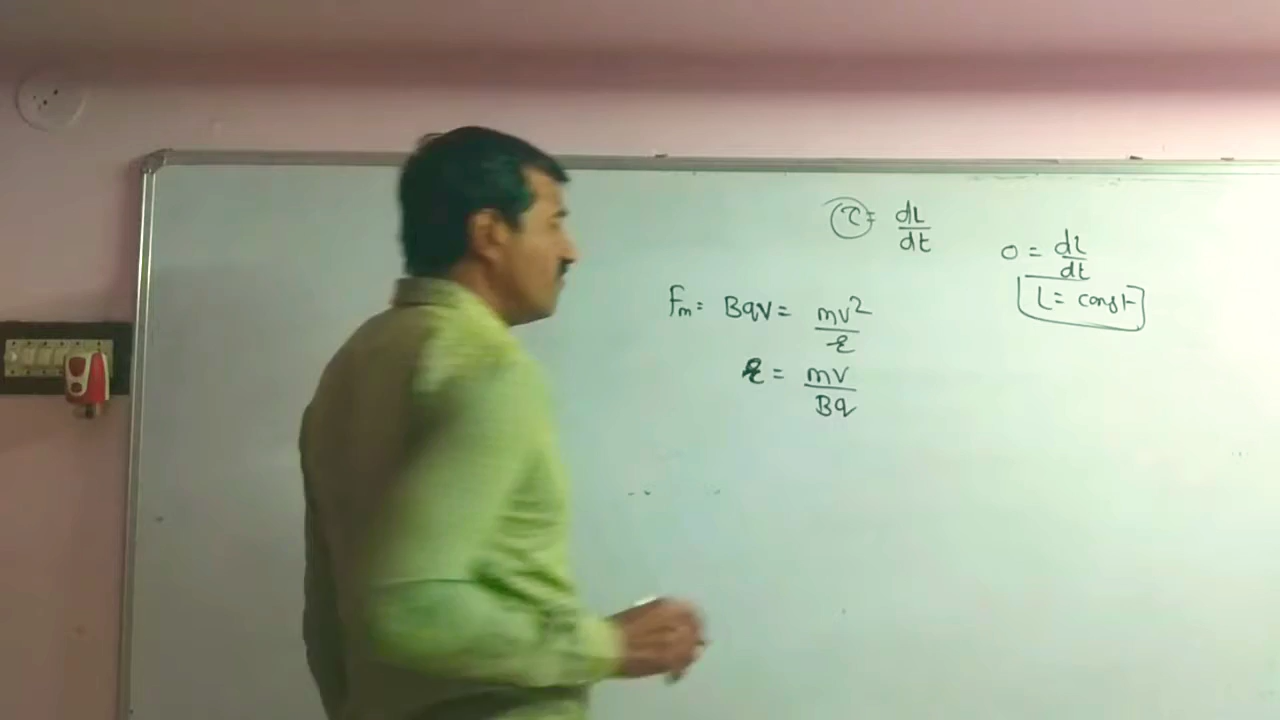 τ = dL/dt
0 = dL/dt
L = const
Fm = BqV = mv²/r
r = mv/Bq